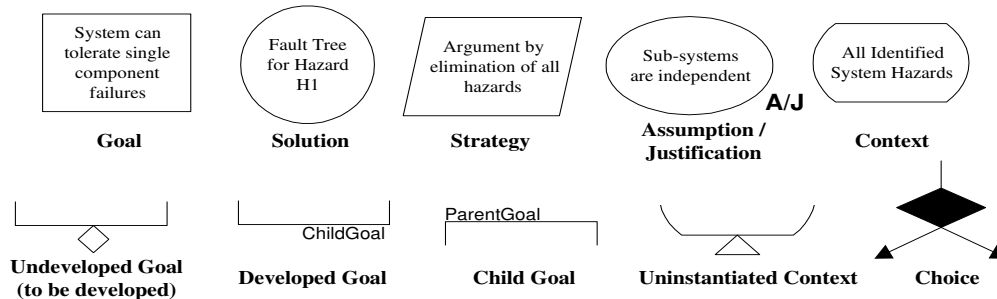 System can
tolerate single
component
failures
Goal
Fault Tree
for Hazard
H1
Solution
Argument by
elimination of all
hazards
Strategy
Sub-systems
are independent
A/J
Assumption /
Justification
All Identified
System Hazards
Context
Undeveloped Goal
(to be developed)
ChildGoal
Developed Goal
ParentGoal
Child Goal
Uninstantiated Context
Choice